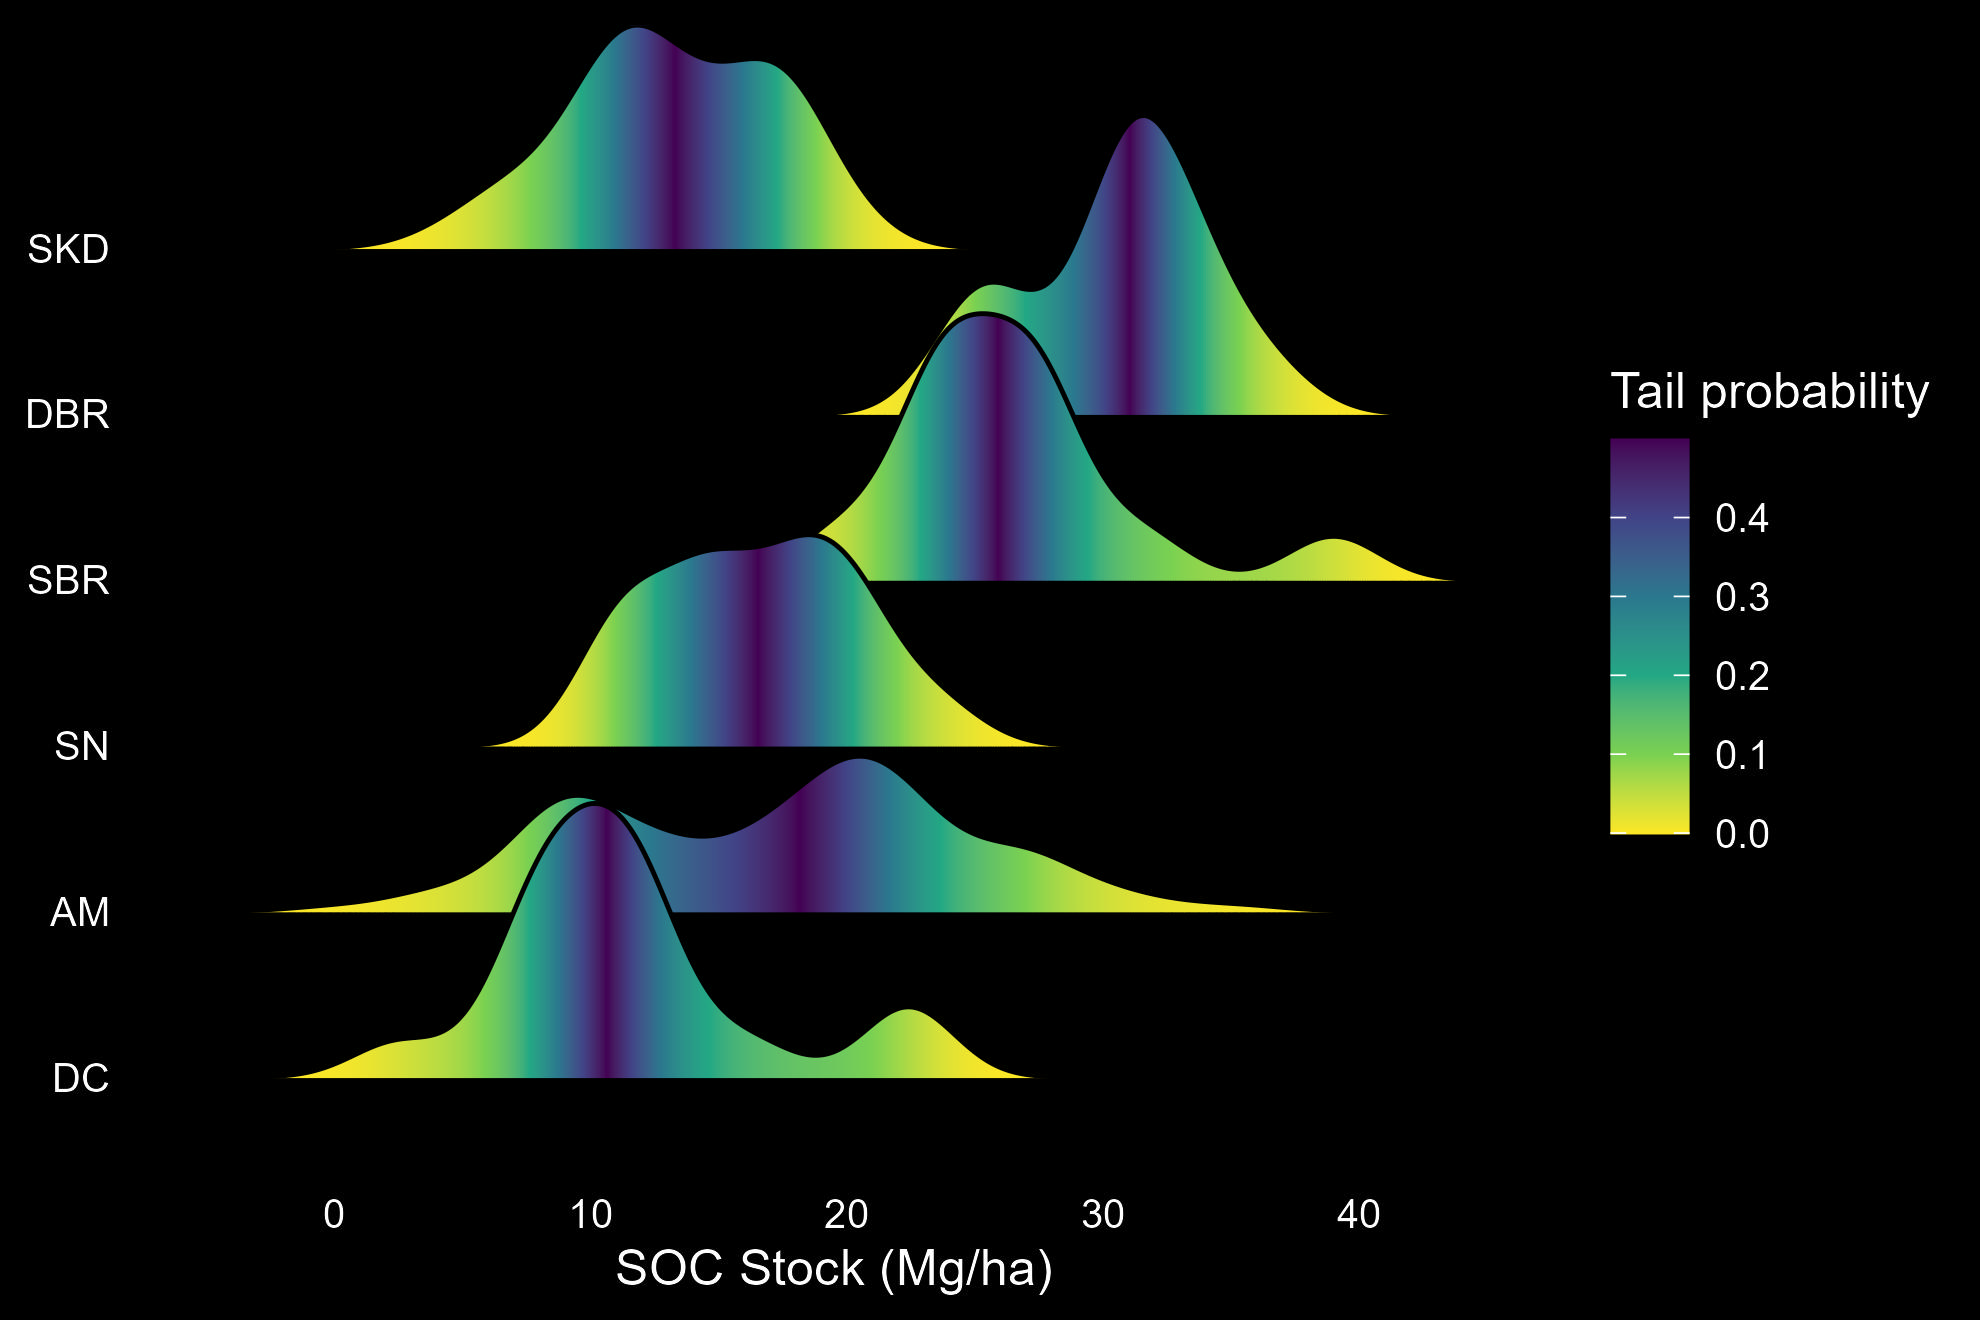 SKD
DBR
SBR
SN
AM
DC
0 10 20 30 40
SOC Stock (Mg/ha)
Tail probability
0.4
0.3
0.2
0.1
0.0